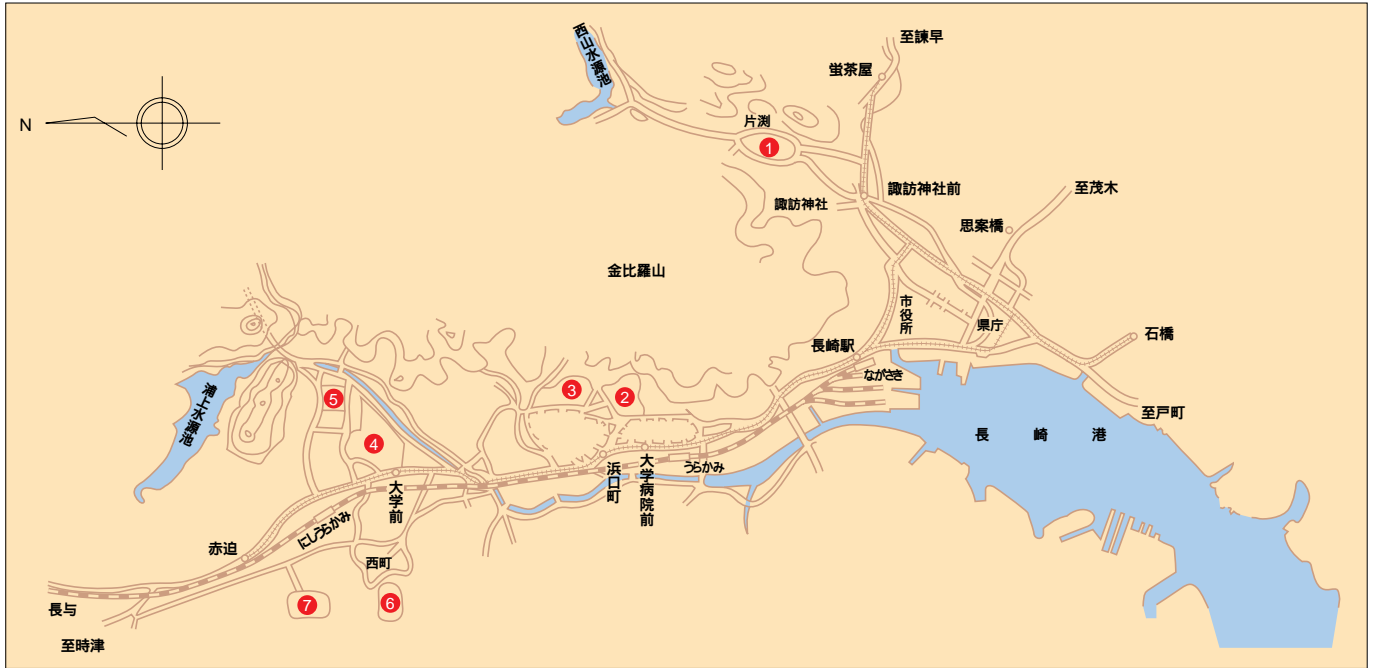 西山水源池
至諫早
蛍茶屋
N
片渕
1
諏訪神社前
至茂木
諏訪神社
思案橋
金比羅山
市役所
県庁
石橋
長崎駅
ながさき
浦上水源池
5
3
2
至戸町
長崎港
4
うらかみ
浜口町
大学病院前
大学前
にしうらかみ
赤迫
西町
7
6
長与
至時津